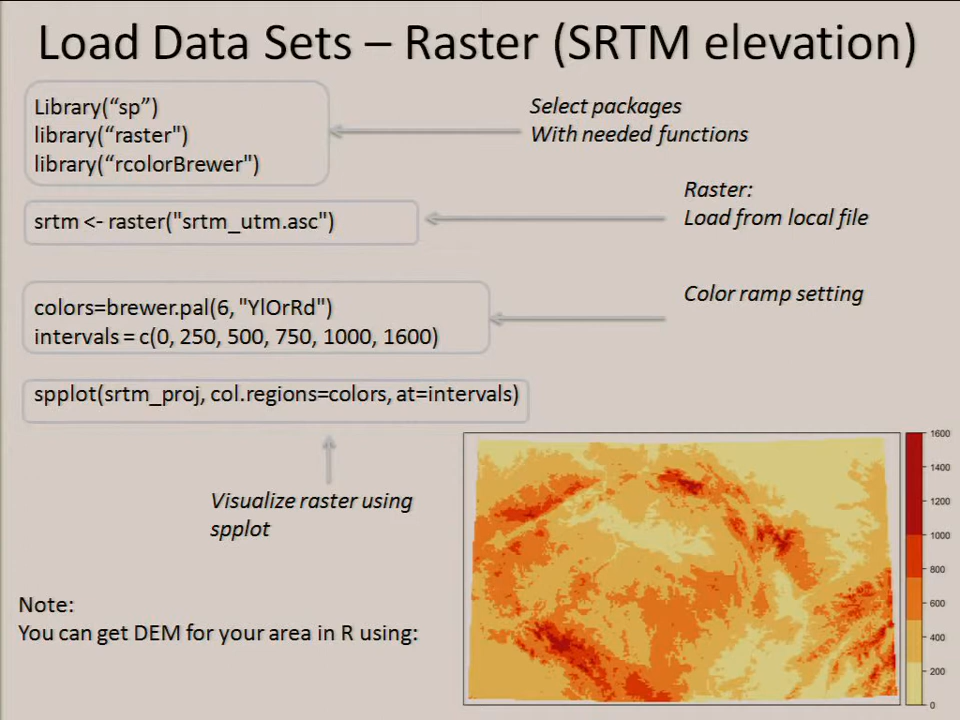 Load Data Sets – Raster (SRTM elevation)
Library(“sp”)
library(“raster")
library(“rcolorBrewer")
Select packages
With needed functions
srtm <- raster("srtm_utm.asc")
Raster:
Load from local file
colors=brewer.pal(6, "YlOrRd")
intervals = c(0, 250, 500, 750, 1000, 1600)
Color ramp setting
spplot(srtm_proj, col.regions=colors, at=intervals)
Visualize raster using
spplot
Note:
You can get DEM for your area in R using:
1600
1400
1200
1000
800
600
400
200
0